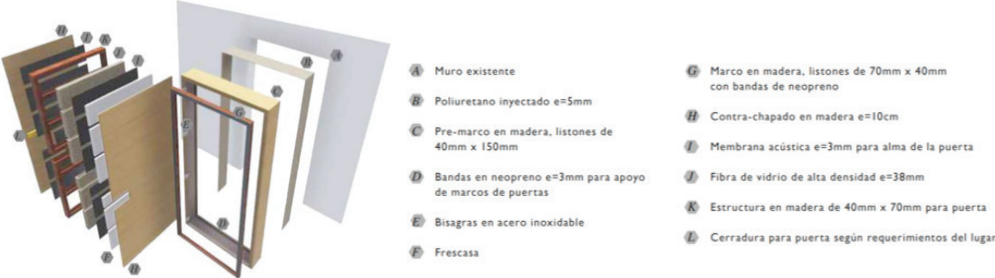 H
I
K
J
I
A
B
C
G
E
L
D
F
H
A Muro existente
B Poliuretano inyectado e=5mm
C Pre-marco en madera, listones de
40mm x 150mm
D Bandas en neopreno e=3mm para apoyo
de marcos de puertas
E Bisagras en acero inoxidable
F Frescasa
G Marco en madera, listones de 70mm x 40mm
con bandas de neopreno
H Contra-chapado en madera e=10cm
I Membrana acústica e=3mm para alma de la puerta
J Fibra de vidrio de alta densidad e=38mm
K Estructura en madera de 40mm x 70mm para puerta
L Cerradura para puerta según requerimientos del lugar